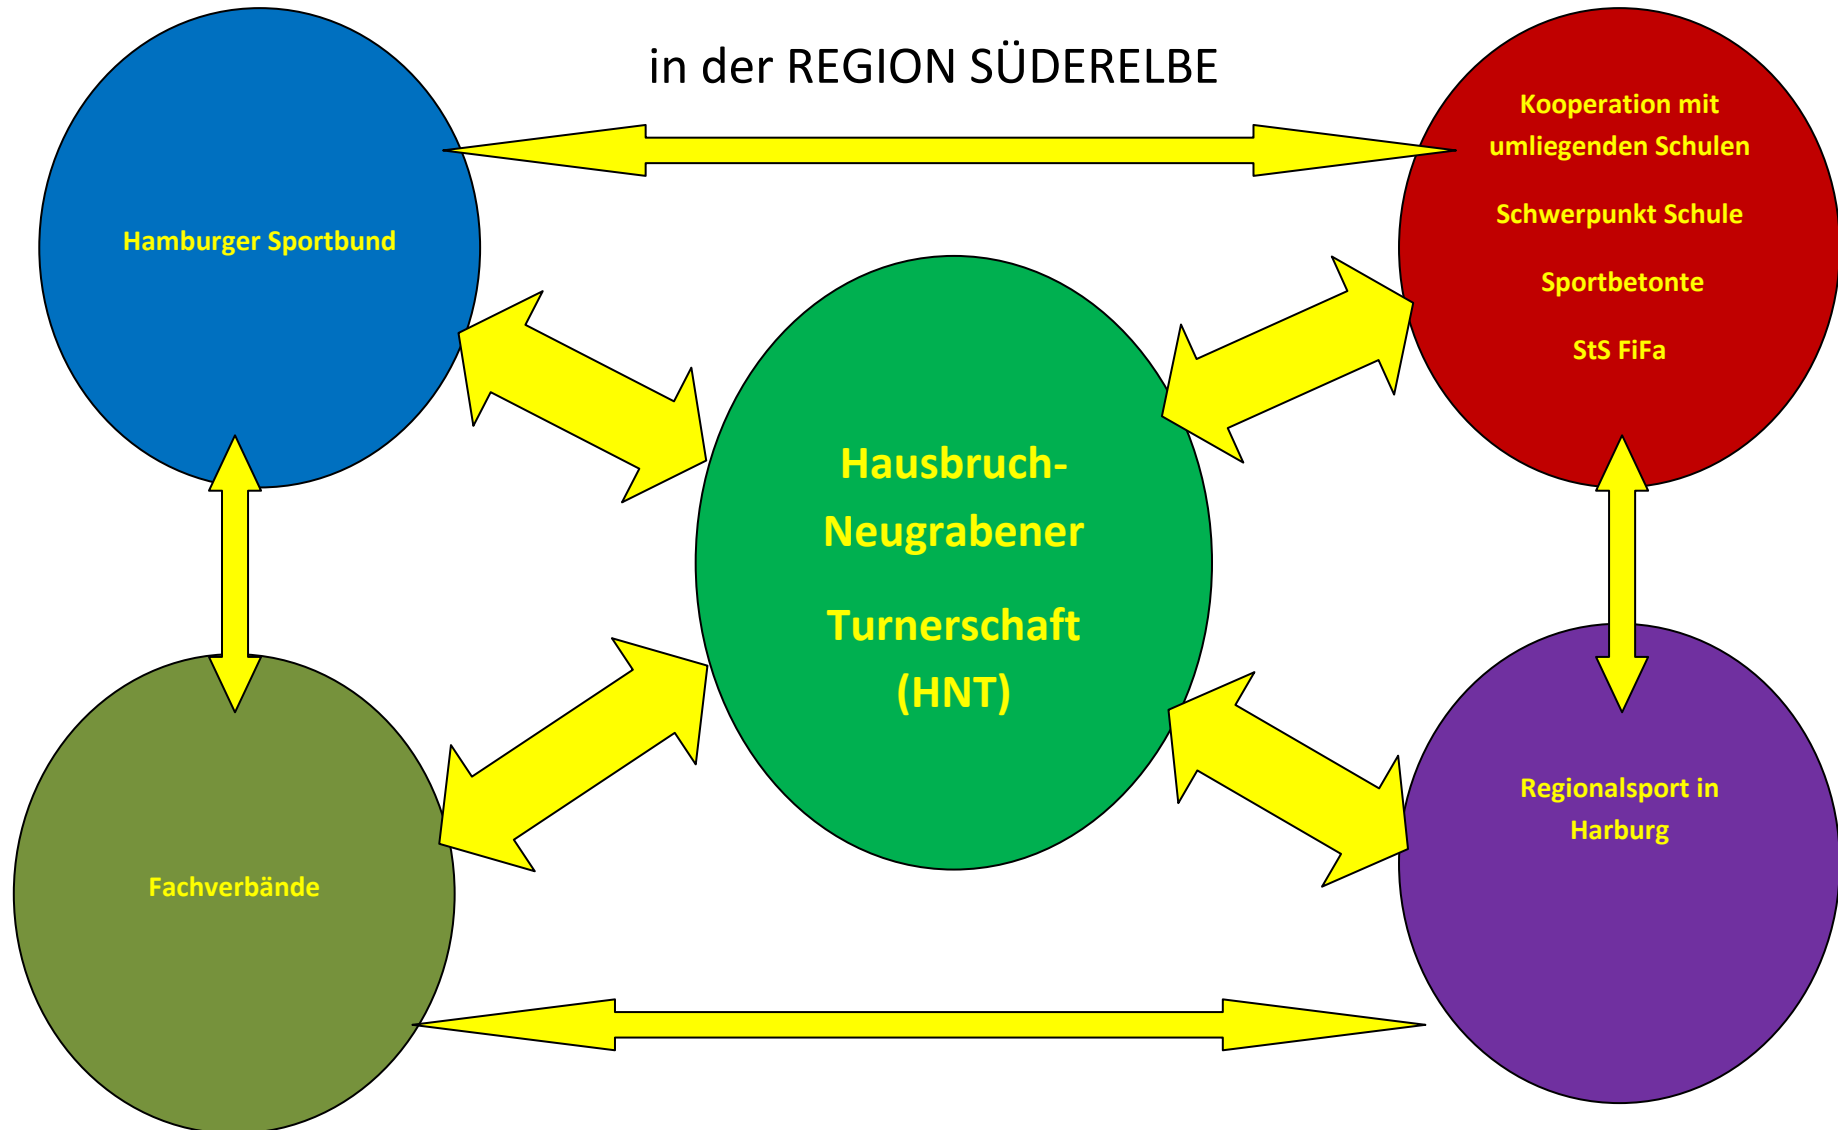 in der REGION SÜDERELBE
Hamburger Sportbund
Kooperation mit
umliegenden Schulen
Schwerpunkt Schule
Sportbetonte
StS FiFa
Hausbruch-
Neugrabener
Turnerschaft
(HNT)
Fachverbände
Regionalsport in
Harburg